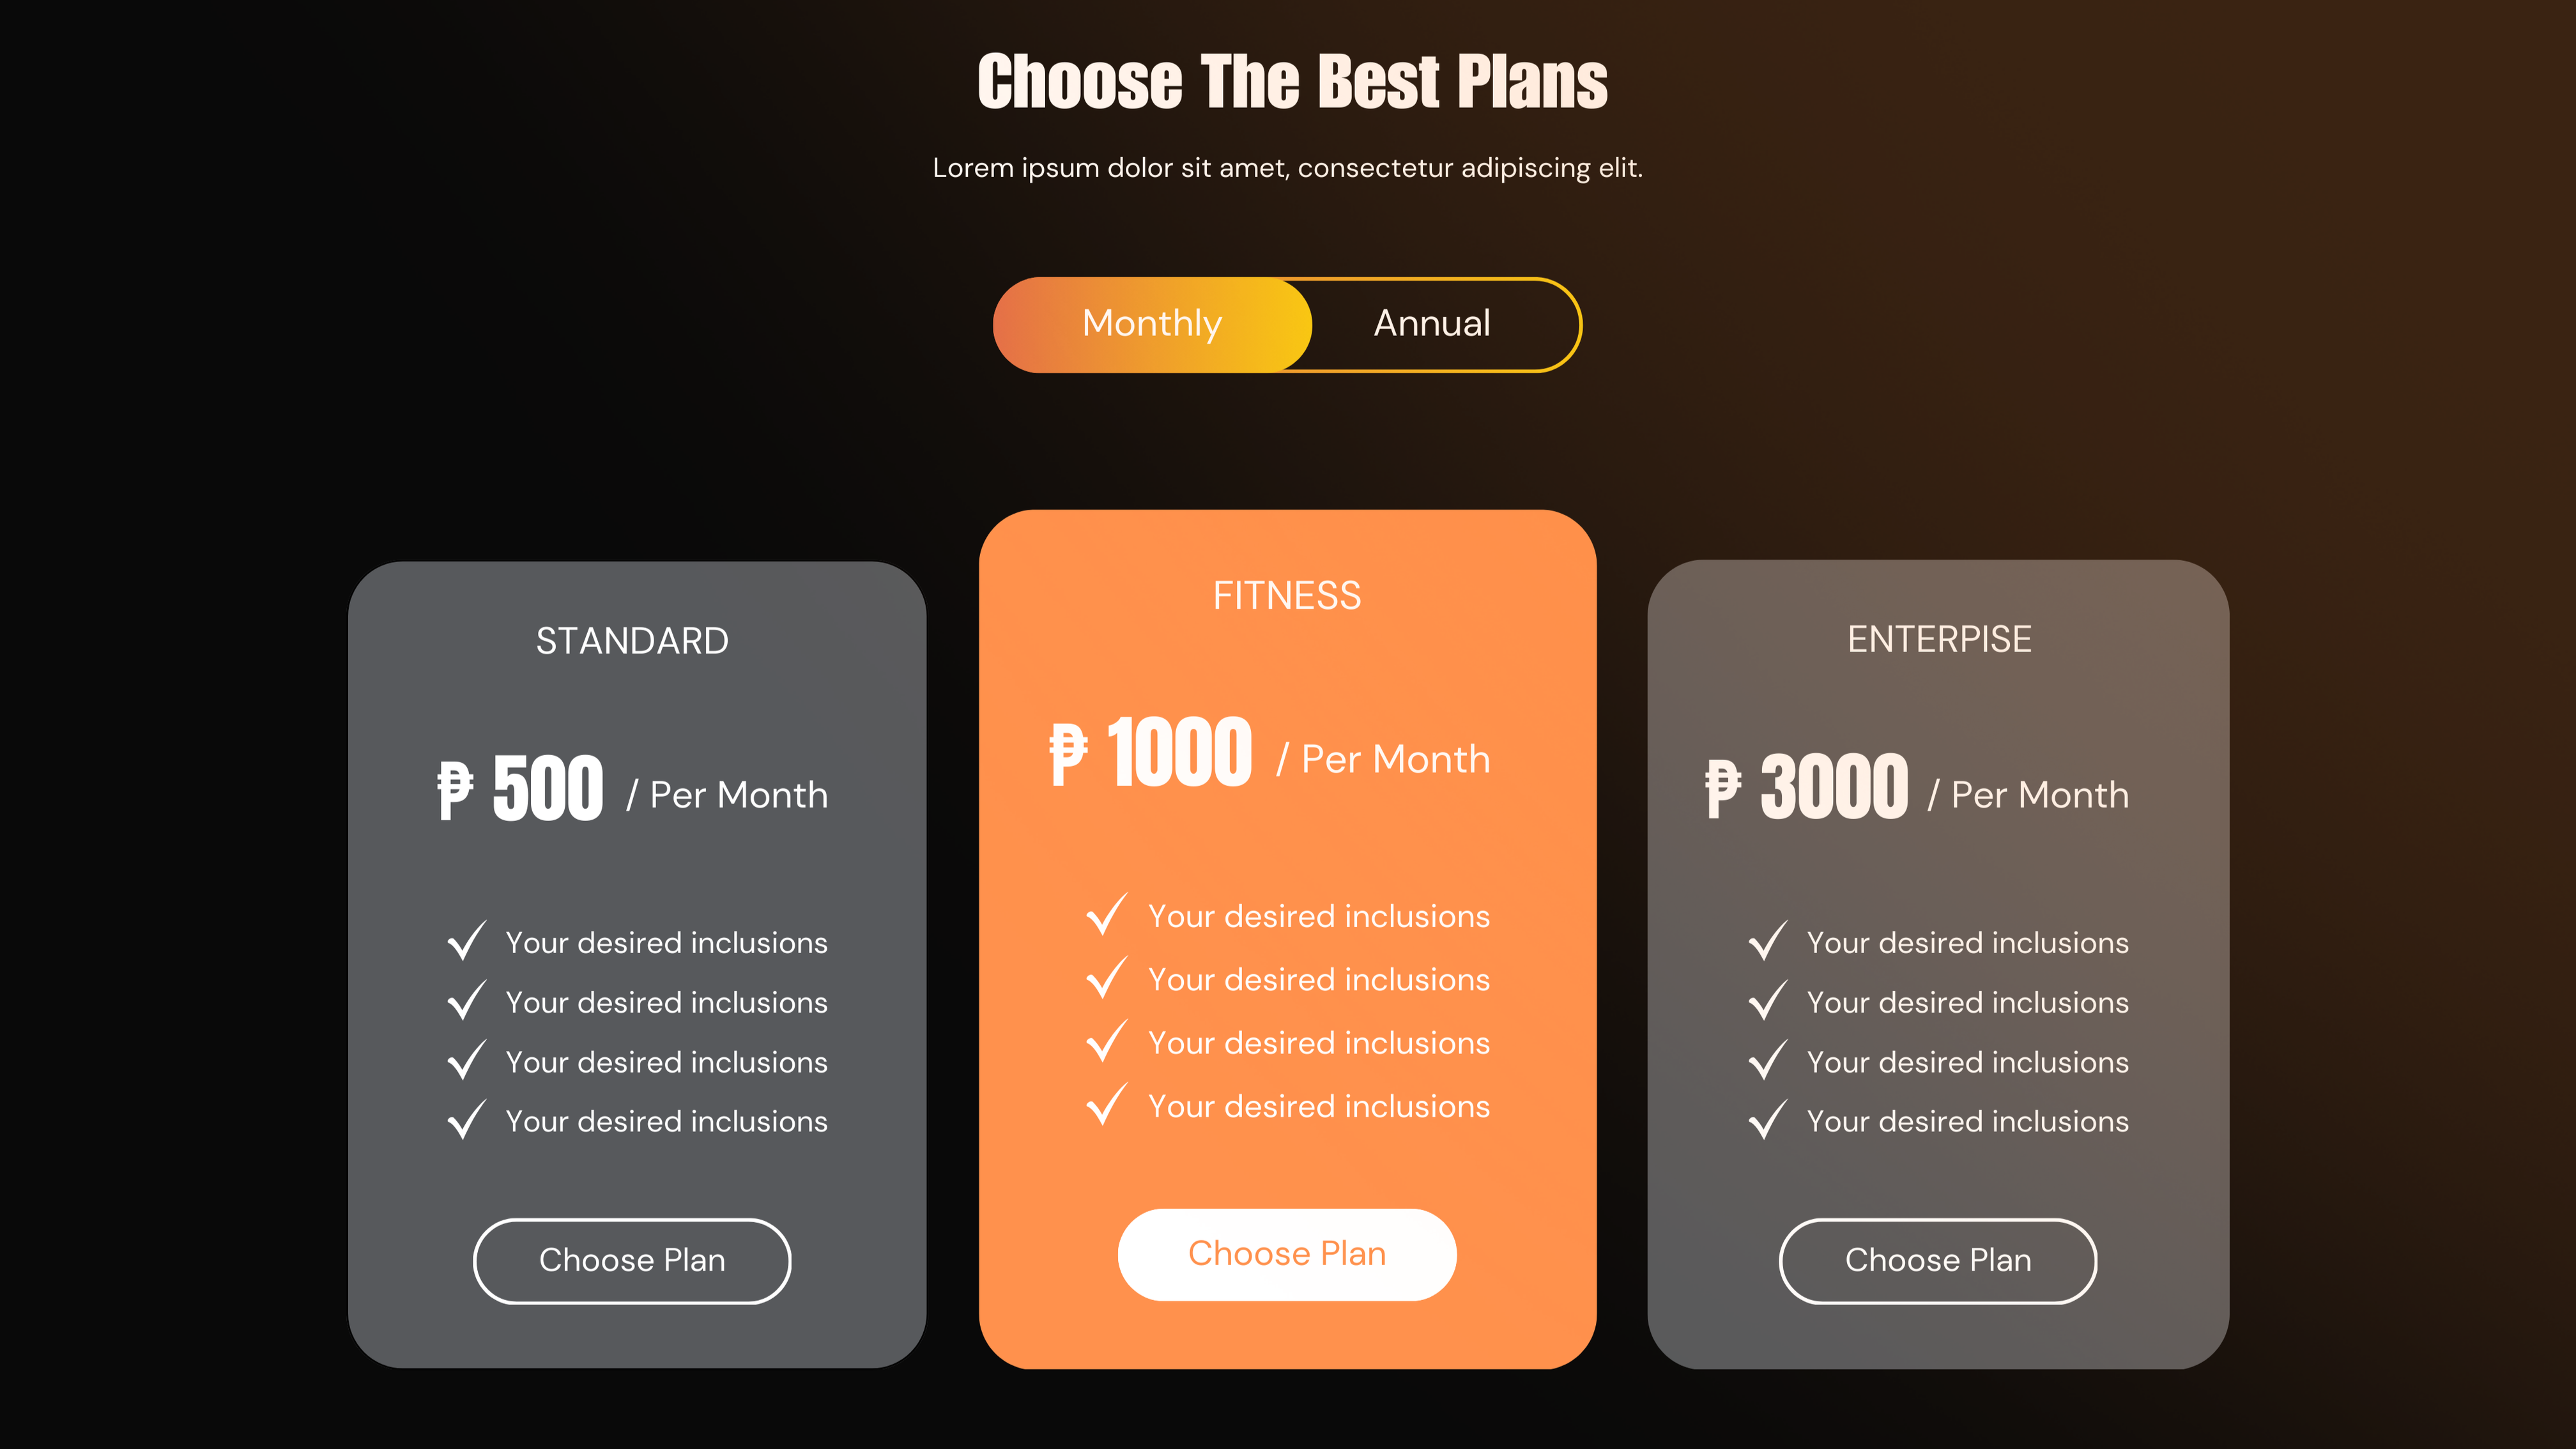 Choose The Best Plans
Lorem ipsum dolor sit amet, consectetur adipiscing elit.
Monthly
Annual
STANDARD
₱ 500 / Per Month
Your desired inclusions
Your desired inclusions
Your desired inclusions
Your desired inclusions
Choose Plan
FITNESS
₱ 1000 / Per Month
Your desired inclusions
Your desired inclusions
Your desired inclusions
Your desired inclusions
Choose Plan
ENTERPISE
₱ 3000 / Per Month
Your desired inclusions
Your desired inclusions
Your desired inclusions
Your desired inclusions
Choose Plan